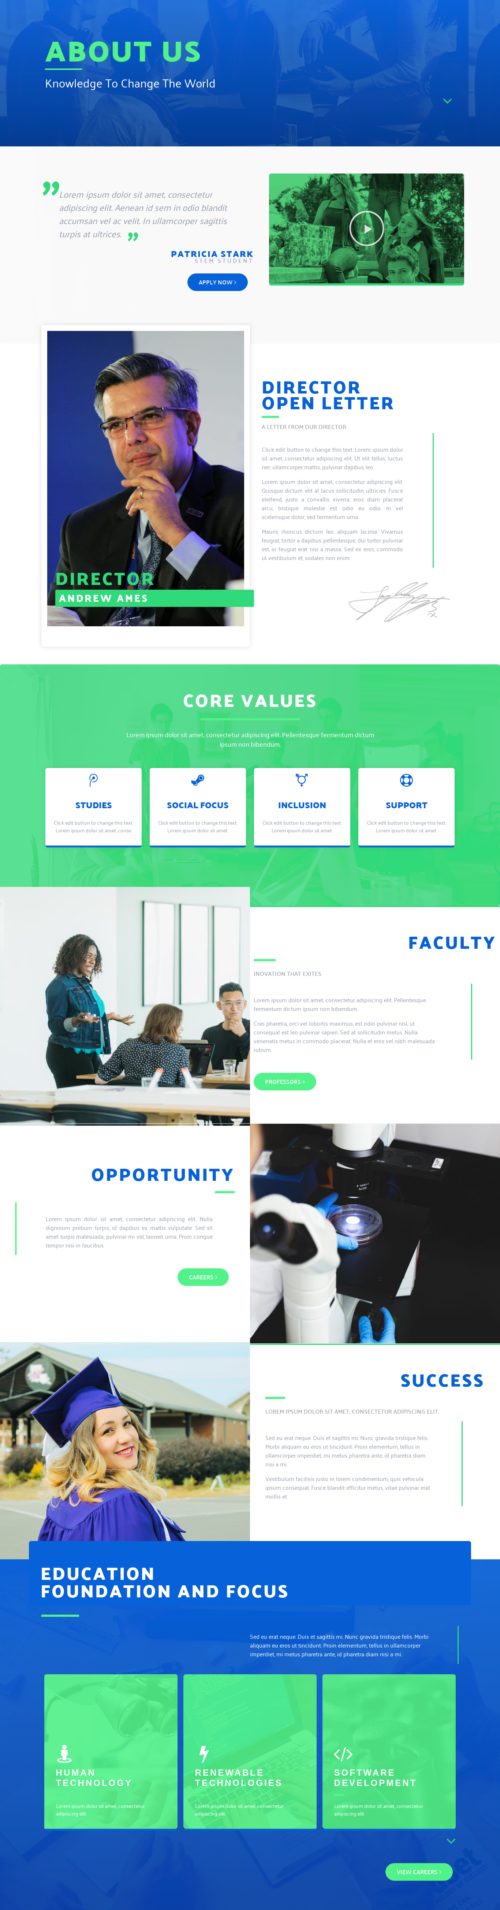 ABOUT US
Knowledge To Change The World
Lorem ipsum dolor sit amet, consectetur
adipiscing elit. Aenean id sem in odio blandit
accumsan vel ac velit. In ullamcorper sagittis
turpis at ultrices.
PATRICIA STARK
STEM STUDENT
APPLY NOW >
DIRECTOR
OPEN LETTER
A LETTER FROM OUR DIRECTOR
Click edit button to change this text. Lorem ipsum dolor
sit amet, consectetur adipiscing elit. Ut elit tellus, luctus
nec ullamcorper mattis, pulvinar dapibus leo.
Lorem ipsum dolor sit amet, consectetur adipiscing elit.
Quisque dictum elit at lacus sollicitudin ultricies. Fusce
eleifend, justo a convallis viverra, eros diam placerat
arcu, tristique molestie est odio eu odio. In vel
scelerisque dolor, sed fermentum urna.
Mauris rhoncus dictum leo, aliquam lacinia. Vivamus
feugiat, tortor a dapibus pellentesque, dui tortor pulvinar
est, in feugiat erat nisi a massa. Sed ex eros, commodo
ut vestibulum et, sodales non enim.
DIRECTOR
ANDREW AMES
CORE VALUES
Lorem ipsum dolor sit amet, consectetur adipiscing elit. Pellentesque fermentum dictum
ipsum non bibendum.
STUDIES
Click edit button to change this text.
Lorem ipsum dolor sit amet, conse
SOCIAL FOCUS
Click edit button to change this text.
Lorem ipsum dolor sit amet
INCLUSION
Click edit button to change this text.
Lorem ipsum dolor sit amet
SUPPORT
Click edit button to change this text.
Lorem ipsum dolor sit amet
FACULTY
INOVATION THAT EXITES
Lorem ipsum dolor sit amet, consectetur adipiscing elit. Pellentesque
fermentum dictum ipsum non bibendum.
Cras pharetra, orci vel lobortis maximus, est odio pulvinar nisl, ut
consequat est leo pulvinar sapien. Sed at sollicitudin metus. Nulla
venenatis metus in commodo placerat. Nulla et eros vel nibh malesuada
rutrum.
PROFESSORS >
OPPORTUNITY
Lorem ipsum dolor sit amet, consectetur adipiscing elit. Nulla
dignissim pretium turpis, id dapibus ex mattis vulputate. Sed sit
amet turpis malesuada, pulvinar mi vel, laoreet urna. Proin congue
tempor nisi in faucibus.
CAREERS >
SUCCESS
LOREM IPSUM DOLOR SIT AMET, CONSECTETUR ADIPISCING ELIT.
Sed eu erat neque. Duis et sagittis mi. Nunc gravida tristique felis.
Morbi aliquam eu eros ut tincidunt. Proin elementum, tellus in
ullamcorper imperdiet, mi metus pharetra ante, id pharetra diam
nisi a mi.
Vestibulum facilisis justo in lorem condimentum, quis vehicula
ipsum consequat. Fusce blandit efficitur metus, vitae pulvinar erat
mollis et.
EDUCATION
FOUNDATION AND FOCUS
Sed eu erat neque. Duis et sagittis mi. Nunc gravida tristique felis. Morbi
aliquam eu eros ut tincidunt. Proin elementum, tellus in ullamcorper
imperdiet, mi metus pharetra ante, id pharetra diam nisi a mi.
HUMAN
TECHNOLOGY
Lorem ipsum dolor sit amet, consectetur
adipiscing elit.
RENEWABLE
TECHNOLOGIES
Lorem ipsum dolor sit amet, consectetur
adipiscing elit.
SOFTWARE
DEVELOPMENT
Lorem ipsum dolor sit amet, consectetur
adipiscing elit.
VIEW CAREERS >